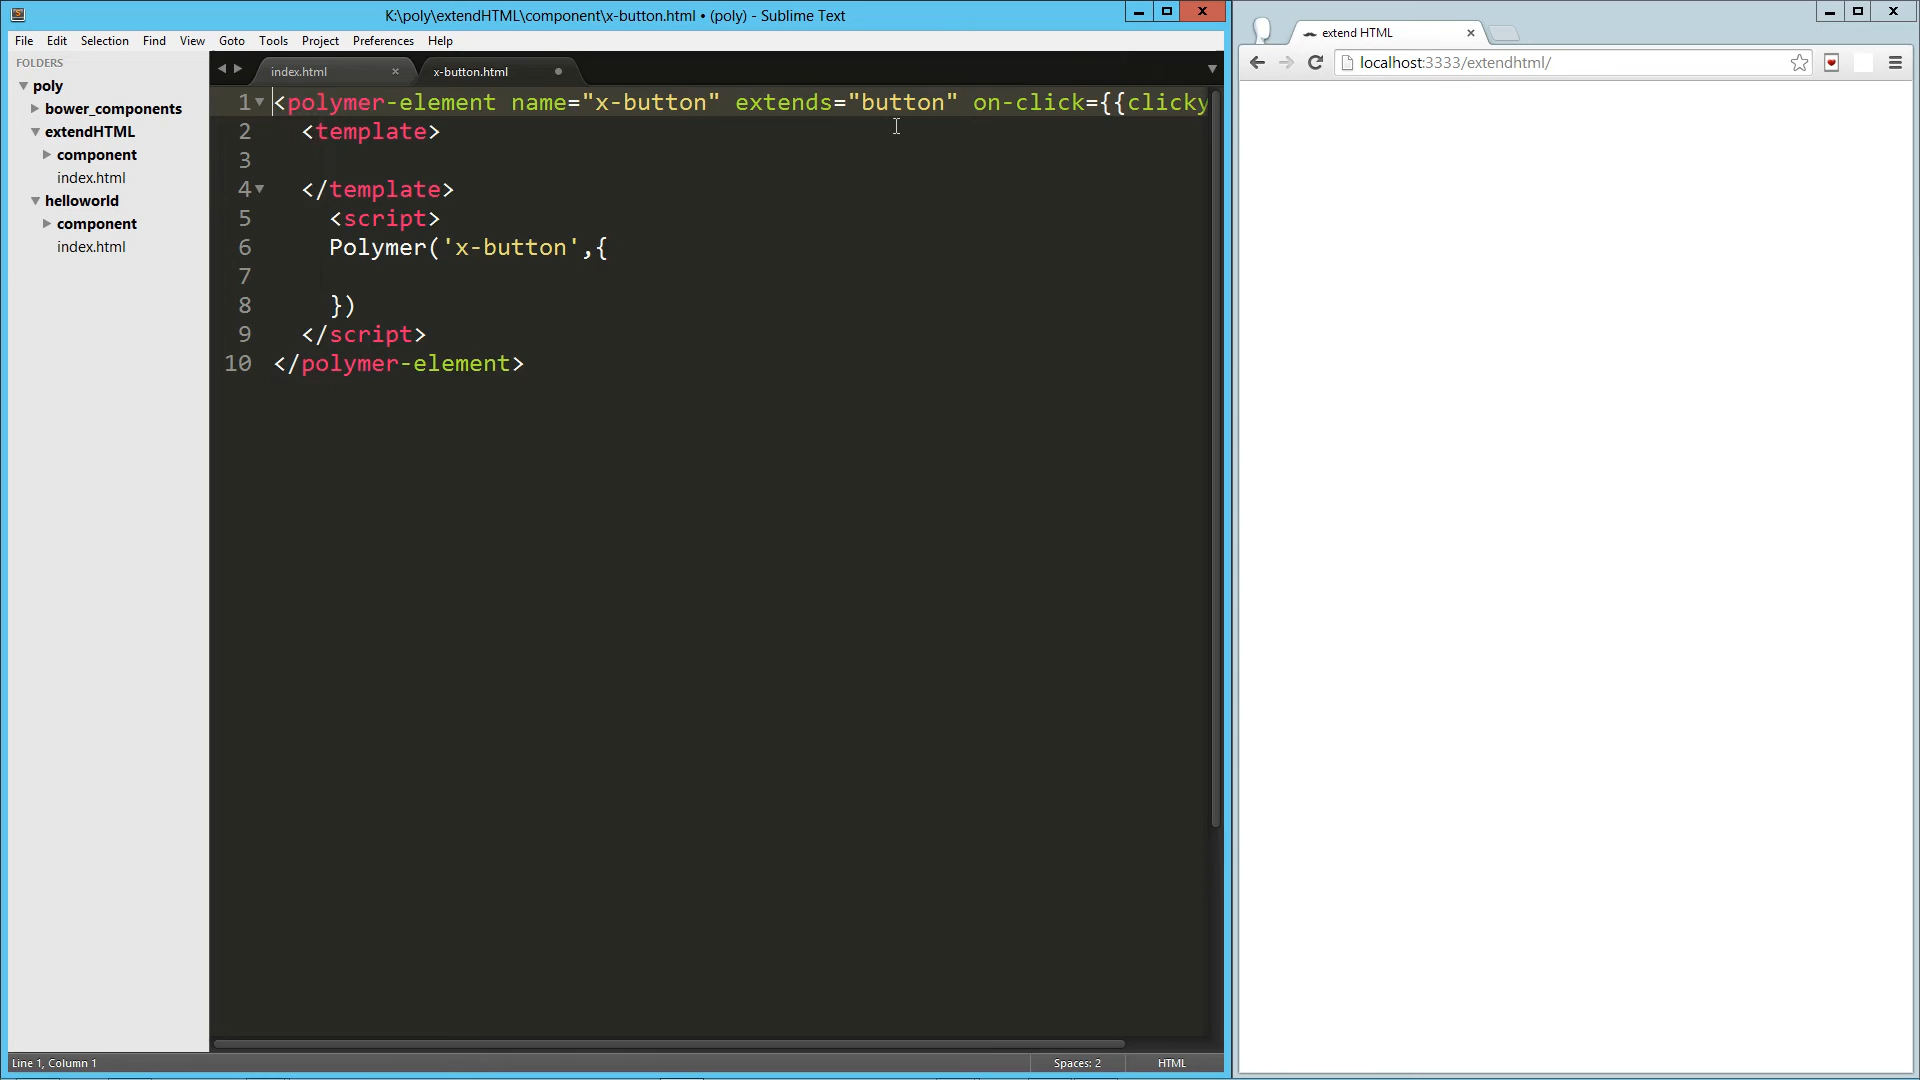 K:\poly\extendHTML\component\x-button.html • (poly) - Sublime Text
File Edit Selection Find View Goto Tools Project Preferences Help
FOLDERS
poly
bower_components
extendHTML
component
index.html
helloworld
component
index.html
index.html
x-button.html
1 <polymer-element name="x-button" extends="button" on-click={{clicky
2 <template>
3
4 </template>
5 <script>
6 Polymer('x-button',{
7
8 })
9 </script>
10 </polymer-element>
Line 1, Column 1
Spaces: 2
HTML
extend HTML
localhost:3333/extendhtml/